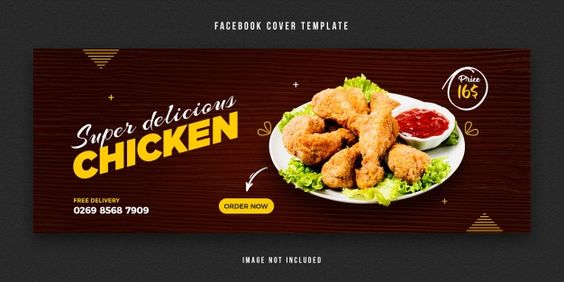 FACEBOOK COVER TEMPLATE
Super delicious
CHICKEN
Price
16$
FREE DELIVERY
0269 8568 7909
ORDER NOW
IMAGE NOT INCLUDED